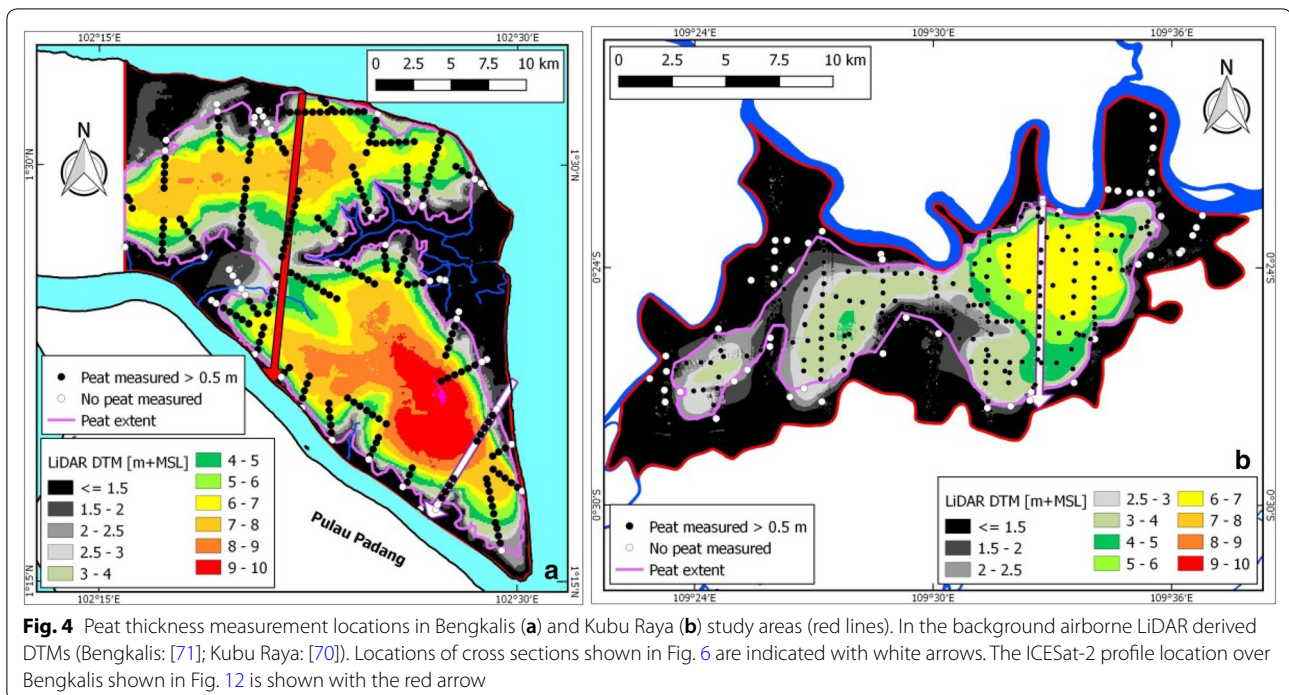 102°15'E
102°30'E
0 2.5 5 7.5 10 km
N
1°30'N
1°30'N
Peat measured > 0.5 m
No peat measured
Peat extent
LiDAR DTM [m+MSL]
<= 1.5
1.5 - 2
2 - 2.5
2.5 - 3
3 - 4
4 - 5
5 - 6
6 - 7
7 - 8
8 - 9
9 - 10
Pulau Padang
a
1°15'N
1°15'N
102°15'E
102°30'E
109°24'E
109°30'E
109°36'E
0 2.5 5 7.5 10 km
N
0°24'S
0°24'S
b
Peat measured > 0.5 m
No peat measured
Peat extent
LiDAR DTM [m+MSL]
<= 1.5
1.5 - 2
2 - 2.5
2.5 - 3
3 - 4
4 - 5
5 - 6
6 - 7
7 - 8
8 - 9
9 - 10
0°30'S
0°30'S
109°24'E
109°30'E
109°36'E
Fig. 4 Peat thickness measurement locations in Bengkalis (a) and Kubu Raya (b) study areas (red lines). In the background airborne LiDAR derived
DTMs (Bengkalis: [71]; Kubu Raya: [70]). Locations of cross sections shown in Fig. 6 are indicated with white arrows. The ICESat-2 profile location over
Bengkalis shown in Fig. 12 is shown with the red arrow